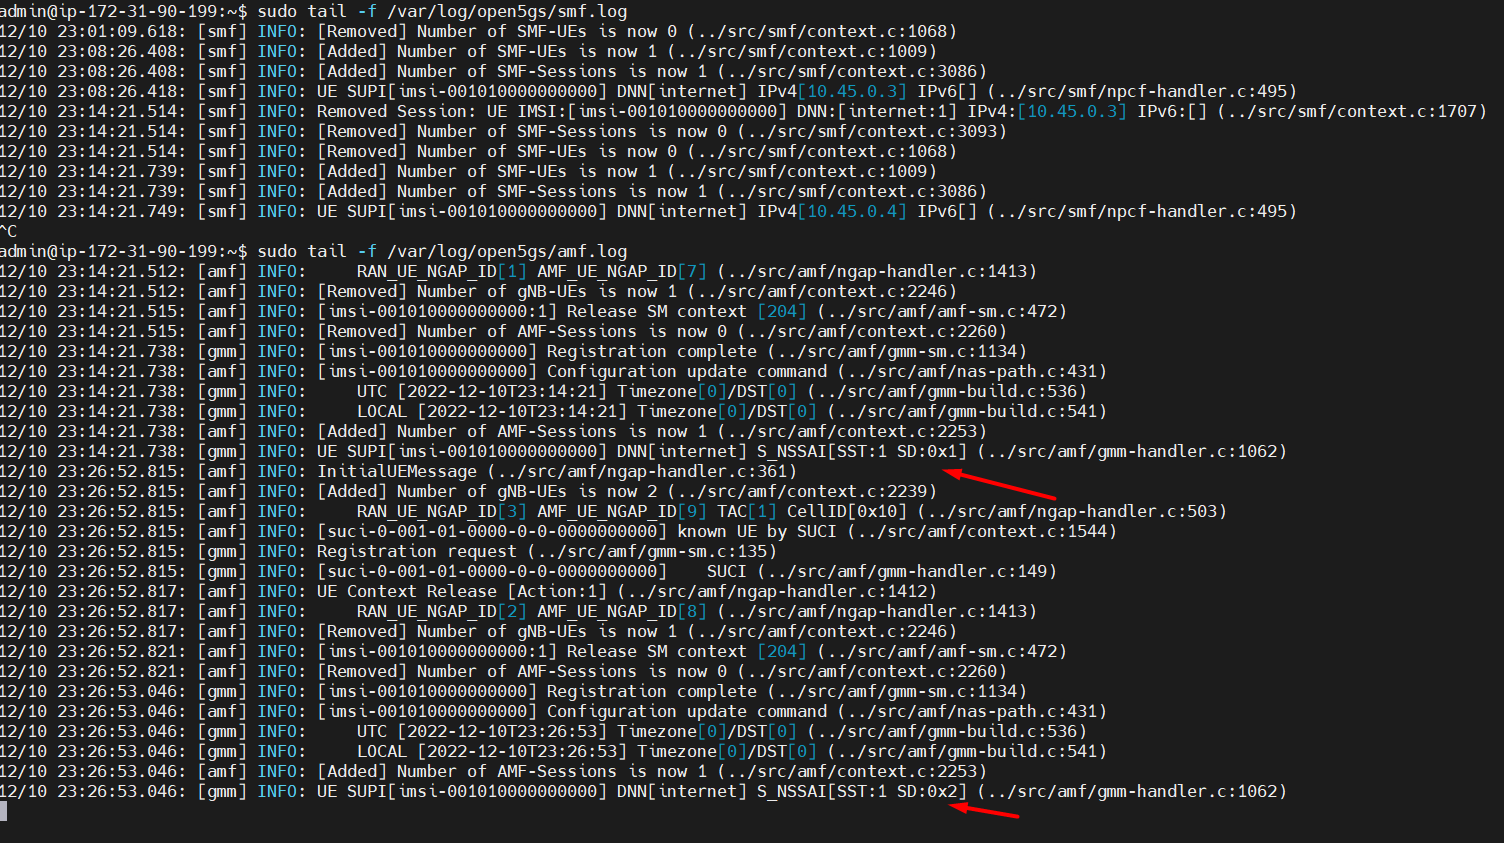 admin@ip-172-31-90-199:~$ sudo tail -f /var/log/open5gs/smf.log
12/10 23:01:09.618: [smf] INFO: [Removed] Number of SMF-UEs is now 0 (../src/smf/context.c:1068)
12/10 23:08:26.408: [smf] INFO: [Added] Number of SMF-UEs is now 1 (../src/smf/context.c:1009)
12/10 23:08:26.408: [smf] INFO: [Added] Number of SMF-Sessions is now 1 (../src/smf/context.c:3086)
12/10 23:08:26.418: [smf] INFO: UE SUPI[imsi-001010000000000] DNN[internet] IPv4[10.45.0.3] IPv6[] (../src/smf/npcf-handler.c:495)
12/10 23:14:21.514: [smf] INFO: Removed Session: UE IMSI:[imsi-001010000000000] DNN:[internet:1] IPv4:[10.45.0.3] IPv6:[] (../src/smf/context.c:1707)
12/10 23:14:21.514: [smf] INFO: [Removed] Number of SMF-Sessions is now 0 (../src/smf/context.c:3093)
12/10 23:14:21.514: [smf] INFO: [Removed] Number of SMF-UEs is now 0 (../src/smf/context.c:1068)
12/10 23:14:21.739: [smf] INFO: [Added] Number of SMF-UEs is now 1 (../src/smf/context.c:1009)
12/10 23:14:21.739: [smf] INFO: [Added] Number of SMF-Sessions is now 1 (../src/smf/context.c:3086)
12/10 23:14:21.749: [smf] INFO: UE SUPI[imsi-001010000000000] DNN[internet] IPv4[10.45.0.4] IPv6[] (../src/smf/npcf-handler.c:495)
^C
admin@ip-172-31-90-199:~$ sudo tail -f /var/log/open5gs/amf.log
12/10 23:14:21.512: [amf] INFO:     RAN_UE_NGAP_ID[1] AMF_UE_NGAP_ID[7] (../src/amf/ngap-handler.c:1413)
12/10 23:14:21.512: [amf] INFO: [Removed] Number of gNB-UEs is now 1 (../src/amf/context.c:2246)
12/10 23:14:21.515: [amf] INFO: [imsi-001010000000000:1] Release SM context [204] (../src/amf/amf-sm.c:472)
12/10 23:14:21.515: [amf] INFO: [Removed] Number of AMF-Sessions is now 0 (../src/amf/context.c:2260)
12/10 23:14:21.738: [gmm] INFO: [imsi-001010000000000] Registration complete (../src/amf/gmm-sm.c:1134)
12/10 23:14:21.738: [amf] INFO: [imsi-001010000000000] Configuration update command (../src/amf/nas-path.c:431)
12/10 23:14:21.738: [gmm] INFO:     UTC [2022-12-10T23:14:21] Timezone[0]/DST[0] (../src/amf/gmm-build.c:536)
12/10 23:14:21.738: [gmm] INFO:     LOCAL [2022-12-10T23:14:21] Timezone[0]/DST[0] (../src/amf/gmm-build.c:541)
12/10 23:14:21.738: [amf] INFO: [Added] Number of AMF-Sessions is now 1 (../src/amf/context.c:2253)
12/10 23:14:21.738: [gmm] INFO: UE SUPI[imsi-001010000000000] DNN[internet] S_NSSAI[SST:1 SD:0x1] (../src/amf/gmm-handler.c:1062)
12/10 23:26:52.815: [amf] INFO: InitialUEMessage (../src/amf/ngap-handler.c:361)
12/10 23:26:52.815: [amf] INFO: [Added] Number of gNB-UEs is now 2 (../src/amf/context.c:2239)
12/10 23:26:52.815: [amf] INFO:     RAN_UE_NGAP_ID[3] AMF_UE_NGAP_ID[9] TAC[1] CellID[0x10] (../src/amf/ngap-handler.c:503)
12/10 23:26:52.815: [amf] INFO: [suci-0-001-01-0000-0-0-0000000000] known UE by SUCI (../src/amf/context.c:1544)
12/10 23:26:52.815: [gmm] INFO: Registration request (../src/amf/gmm-sm.c:135)
12/10 23:26:52.815: [gmm] INFO: [suci-0-001-01-0000-0-0-0000000000]    SUCI (../src/amf/gmm-handler.c:149)
12/10 23:26:52.817: [amf] INFO: UE Context Release [Action:1] (../src/amf/ngap-handler.c:1412)
12/10 23:26:52.817: [amf] INFO:     RAN_UE_NGAP_ID[2] AMF_UE_NGAP_ID[8] (../src/amf/ngap-handler.c:1413)
12/10 23:26:52.817: [amf] INFO: [Removed] Number of gNB-UEs is now 1 (../src/amf/context.c:2246)
12/10 23:26:52.821: [amf] INFO: [imsi-001010000000000:1] Release SM context [204] (../src/amf/amf-sm.c:472)
12/10 23:26:52.821: [amf] INFO: [Removed] Number of AMF-Sessions is now 0 (../src/amf/context.c:2260)
12/10 23:26:53.046: [gmm] INFO: [imsi-001010000000000] Registration complete (../src/amf/gmm-sm.c:1134)
12/10 23:26:53.046: [amf] INFO: [imsi-001010000000000] Configuration update command (../src/amf/nas-path.c:431)
12/10 23:26:53.046: [gmm] INFO:     UTC [2022-12-10T23:26:53] Timezone[0]/DST[0] (../src/amf/gmm-build.c:536)
12/10 23:26:53.046: [gmm] INFO:     LOCAL [2022-12-10T23:26:53] Timezone[0]/DST[0] (../src/amf/gmm-build.c:541)
12/10 23:26:53.046: [amf] INFO: [Added] Number of AMF-Sessions is now 1 (../src/amf/context.c:2253)
12/10 23:26:53.046: [gmm] INFO: UE SUPI[imsi-001010000000000] DNN[internet] S_NSSAI[SST:1 SD:0x2] (../src/amf/gmm-handler.c:1062)